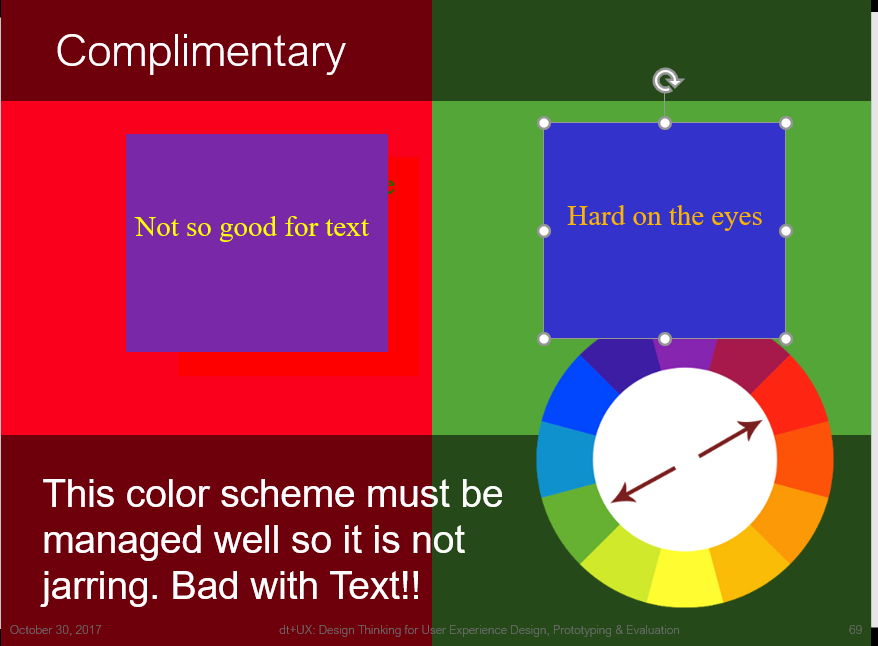 Complimentary
Not so good for text
Hard on the eyes
This color scheme must be
managed well so it is not
jarring. Bad with Text!!
October 30, 2017
dt+UX: Design Thinking for User Experience Design, Prototyping & Evaluation
69